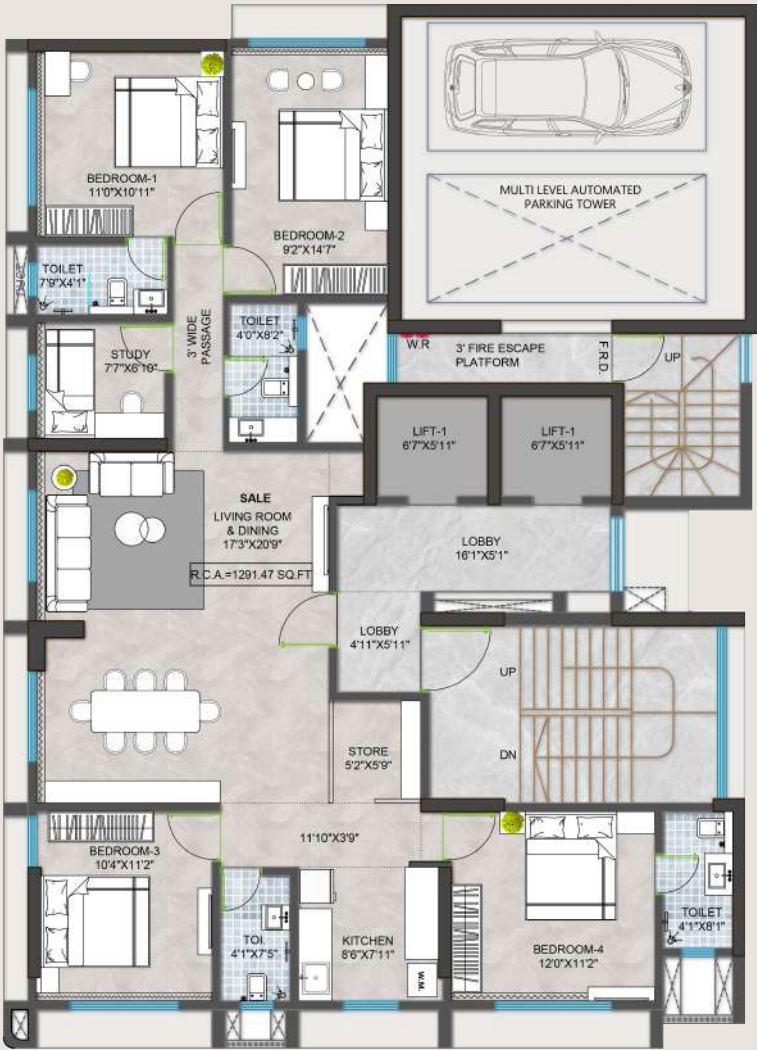 BEDROOM-1
11'0"X10'11"
BEDROOM-2
9'2"X14'7"
MULTI LEVEL AUTOMATED
PARKING TOWER
TOILET
7'9"X4'1"
3' WIDE
PASSAGE
TOILET
4'0"X8'2"
STUDY
7'7"X6'10"
W.R
3' FIRE ESCAPE
PLATFORM
F.R.D.
UP
LIFT-1
6'7"X5'11"
LIFT-1
6'7"X5'11"
SALE
LIVING ROOM
& DINING
17'3"X20'9"
R.C.A.=1291.47 SQ.FT
LOBBY
16'1"X5'1"
LOBBY
4'11"X5'11"
UP
DN
STORE
5'2"X5'9"
11'10"X3'9"
BEDROOM-3
10'4"X11'2"
TOI.
4'1"X7'5"
KITCHEN
8'6"X7'11"
W.M.
BEDROOM-4
12'0"X11'2"
TOILET
4'1"X8'1"